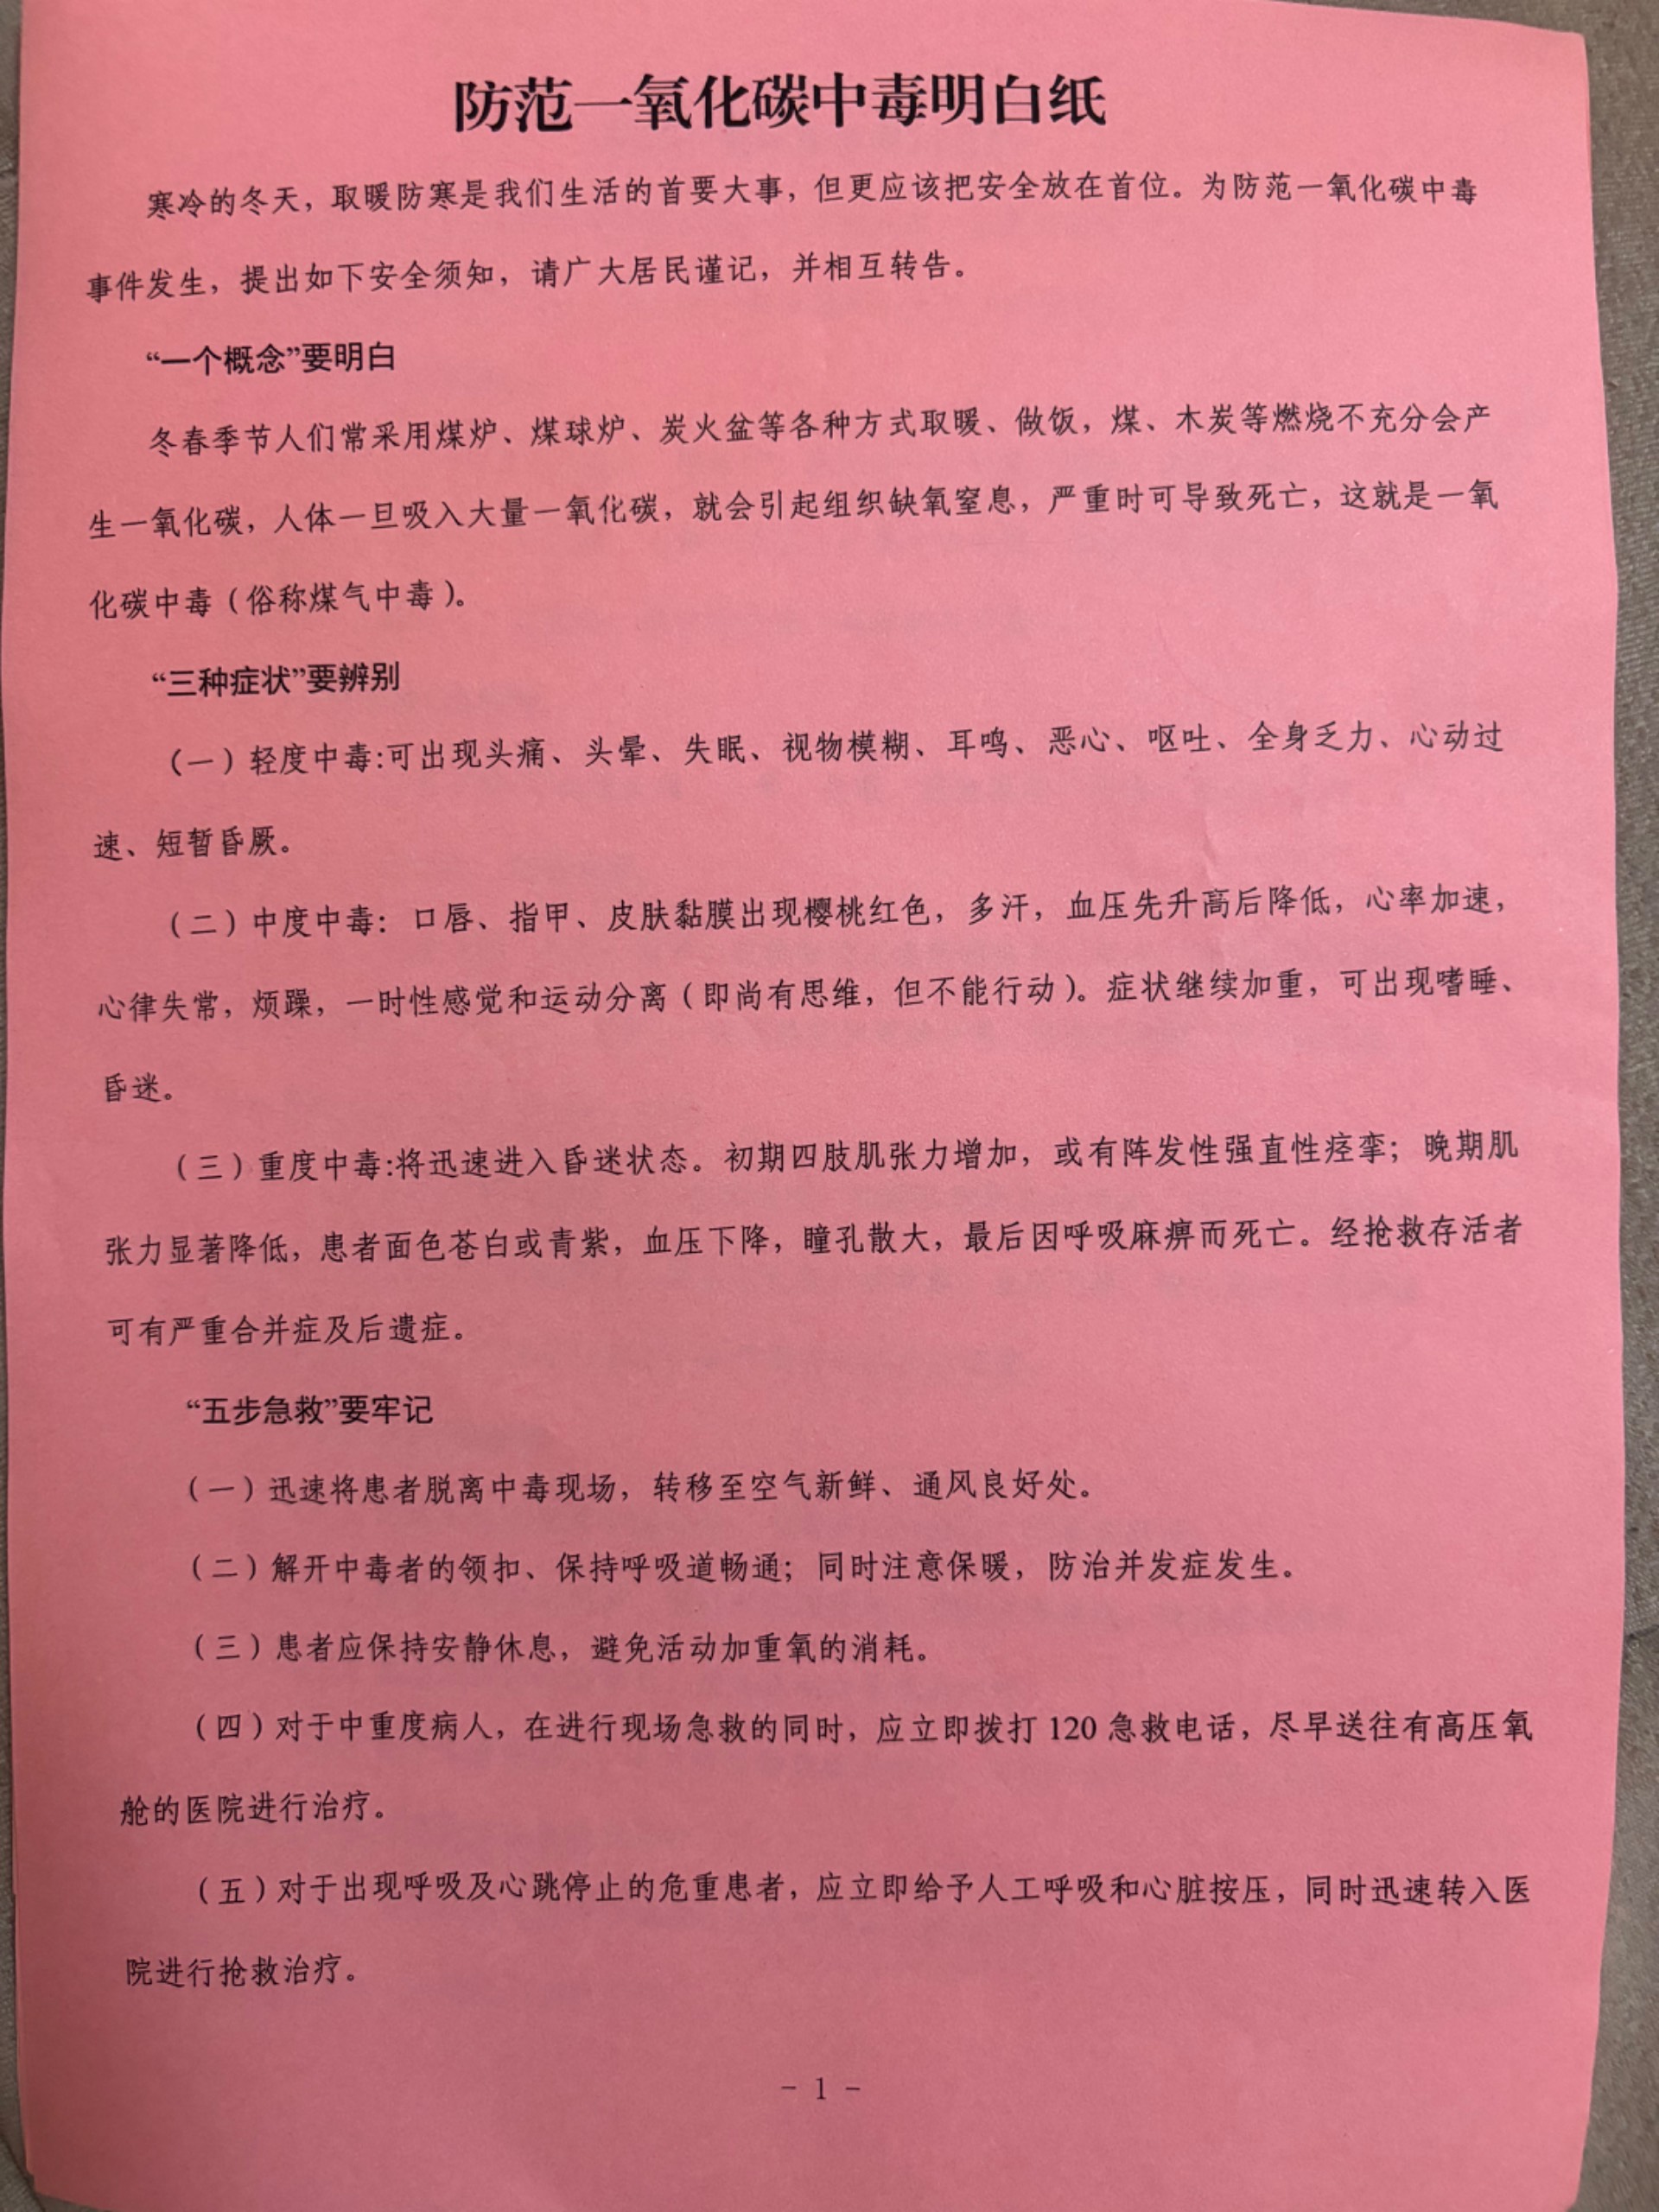 防范一氧化碳中毒明白纸
寒冷的冬天，取暖防寒是我们生活的首要大事，但更应该把安全放在首位。为防范一氧化碳中毒
事件发生，提出如下安全须知，请广大居民谨记，并相互转告。
“一个概念”要明白
冬春季节人们常采用煤炉、煤球炉、炭火盆等各种方式取暖、做饭，煤、木炭等燃烧不充分会产
生一氧化碳，人体一旦吸入大量一氧化碳，就会引起组织缺氧窒息，严重时可导致死亡，这就是一氧
化碳中毒（俗称煤气中毒）。
“三种症状”要辨别
（一）轻度中毒:可出现头痛、头晕、失眠、视物模糊、耳鸣、恶心、呕吐、全身乏力、心动过
速、短暂昏厥。
（二）中度中毒：口唇、指甲、皮肤黏膜出现樱桃红色，多汗，血压先升高后降低，心率加速，
心律失常，烦躁，一时性感觉和运动分离（即尚有思维，但不能行动）。症状继续加重，可出现嗜睡、
昏迷。
（三）重度中毒:将迅速进入昏迷状态。初期四肢肌张力增加，或有阵发性强直性痉挛；晚期肌
张力显著降低，患者面色苍白或青紫，血压下降，瞳孔散大，最后因呼吸麻痹而死亡。经抢救存活者
可有严重合并症及后遗症。
“五步急救”要牢记
（一）迅速将患者脱离中毒现场，转移至空气新鲜、通风良好处。
（二）解开中毒者的领扣、保持呼吸道畅通；同时注意保暖，防治并发症发生。
（三）患者应保持安静休息，避免活动加重氧的消耗。
（四）对于中重度病人，在进行现场急救的同时，应立即拨打 120 急救电话，尽早送往有高压氧
舱的医院进行治疗。
（五）对于出现呼吸及心跳停止的危重患者，应立即给予人工呼吸和心脏按压，同时迅速转入医
院进行抢救治疗。
- 1 -